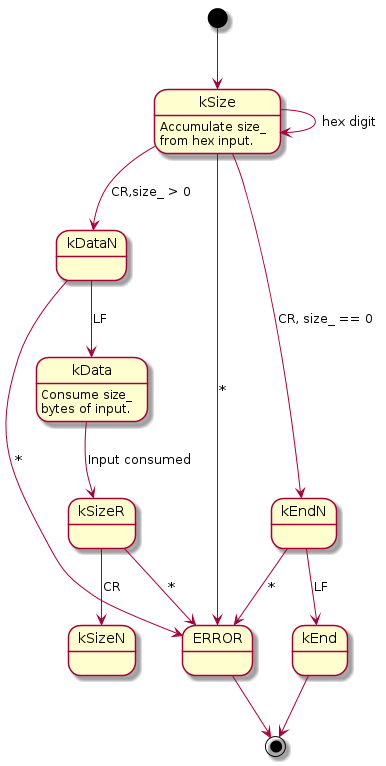 kSize
Accumulate size_
from hex input.
hex digit
CR,size_ > 0
kDataN
LF
CR, size_ == 0
kData
Consume size_
bytes of input.
*
*
Input consumed
kSizeR
kEndN
CR
*
*
LF
kSizeN
ERROR
kEnd